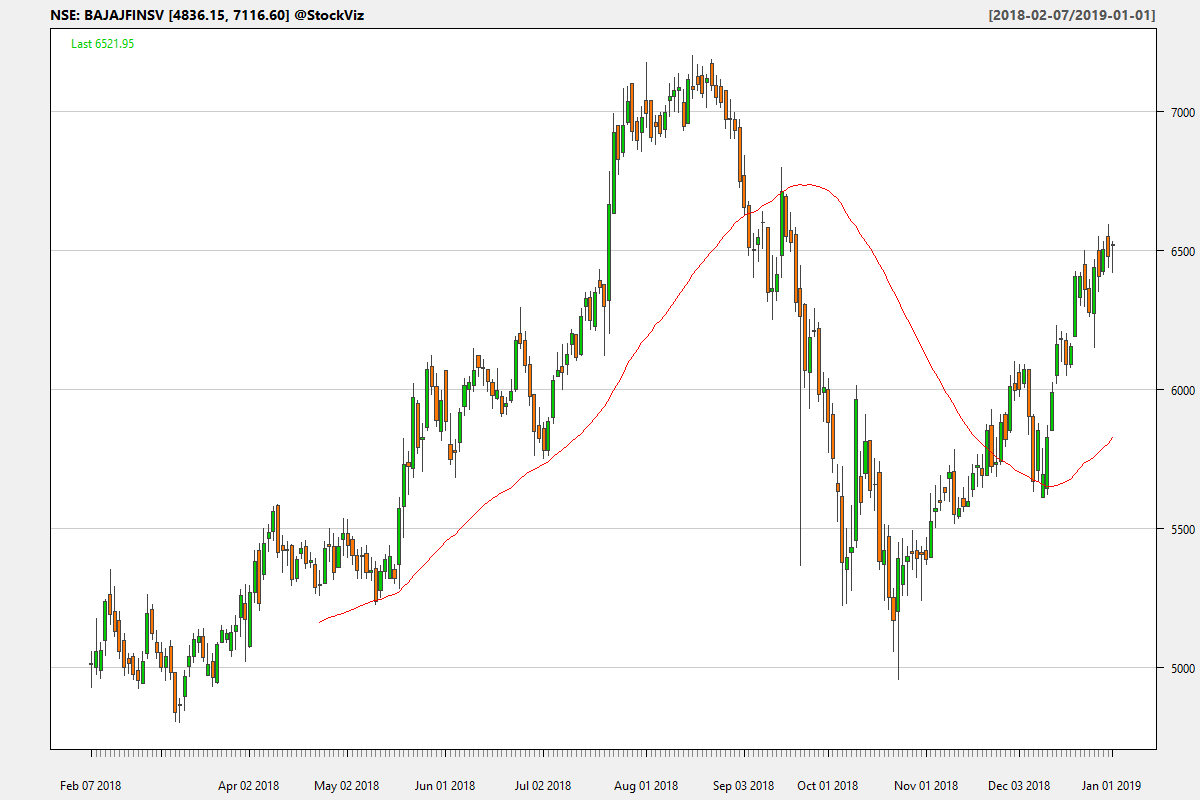 NSE: BAJAJFINSV [4836.15, 7116.60] @StockViz
[2018-02-07/2019-01-01]
Last 6521.95
7000
6500
6000
5500
5000
Feb 07 2018 Apr 02 2018 May 02 2018 Jun 01 2018 Jul 02 2018 Aug 01 2018 Sep 03 2018 Oct 01 2018 Nov 01 2018 Dec 03 2018 Jan 01 2019